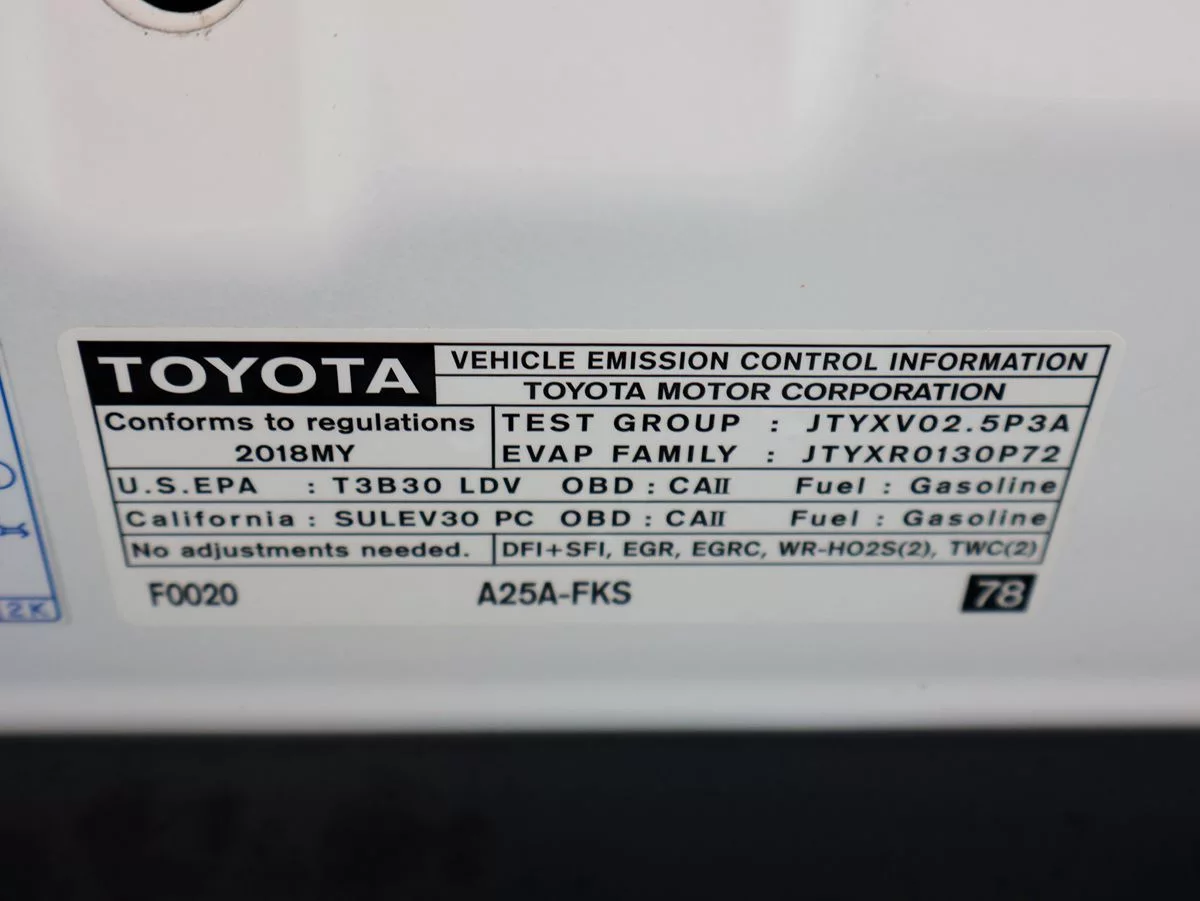 TOYOTA
VEHICLE EMISSION CONTROL INFORMATION
TOYOTA MOTOR CORPORATION
Conforms to regulations
2018MY
TEST GROUP : JTYXV02.5P3A
EVAP FAMILY : JTYXR0130P72
U.S.EPA : T3B30 LDV OBD : CAII Fuel : Gasoline
California : SULEV30 PC OBD : CAII Fuel : Gasoline
No adjustments needed. DFI+SFI, EGR, EGRC, WR-HO2S(2), TWC(2)
F0020 A25A-FKS 78
2K